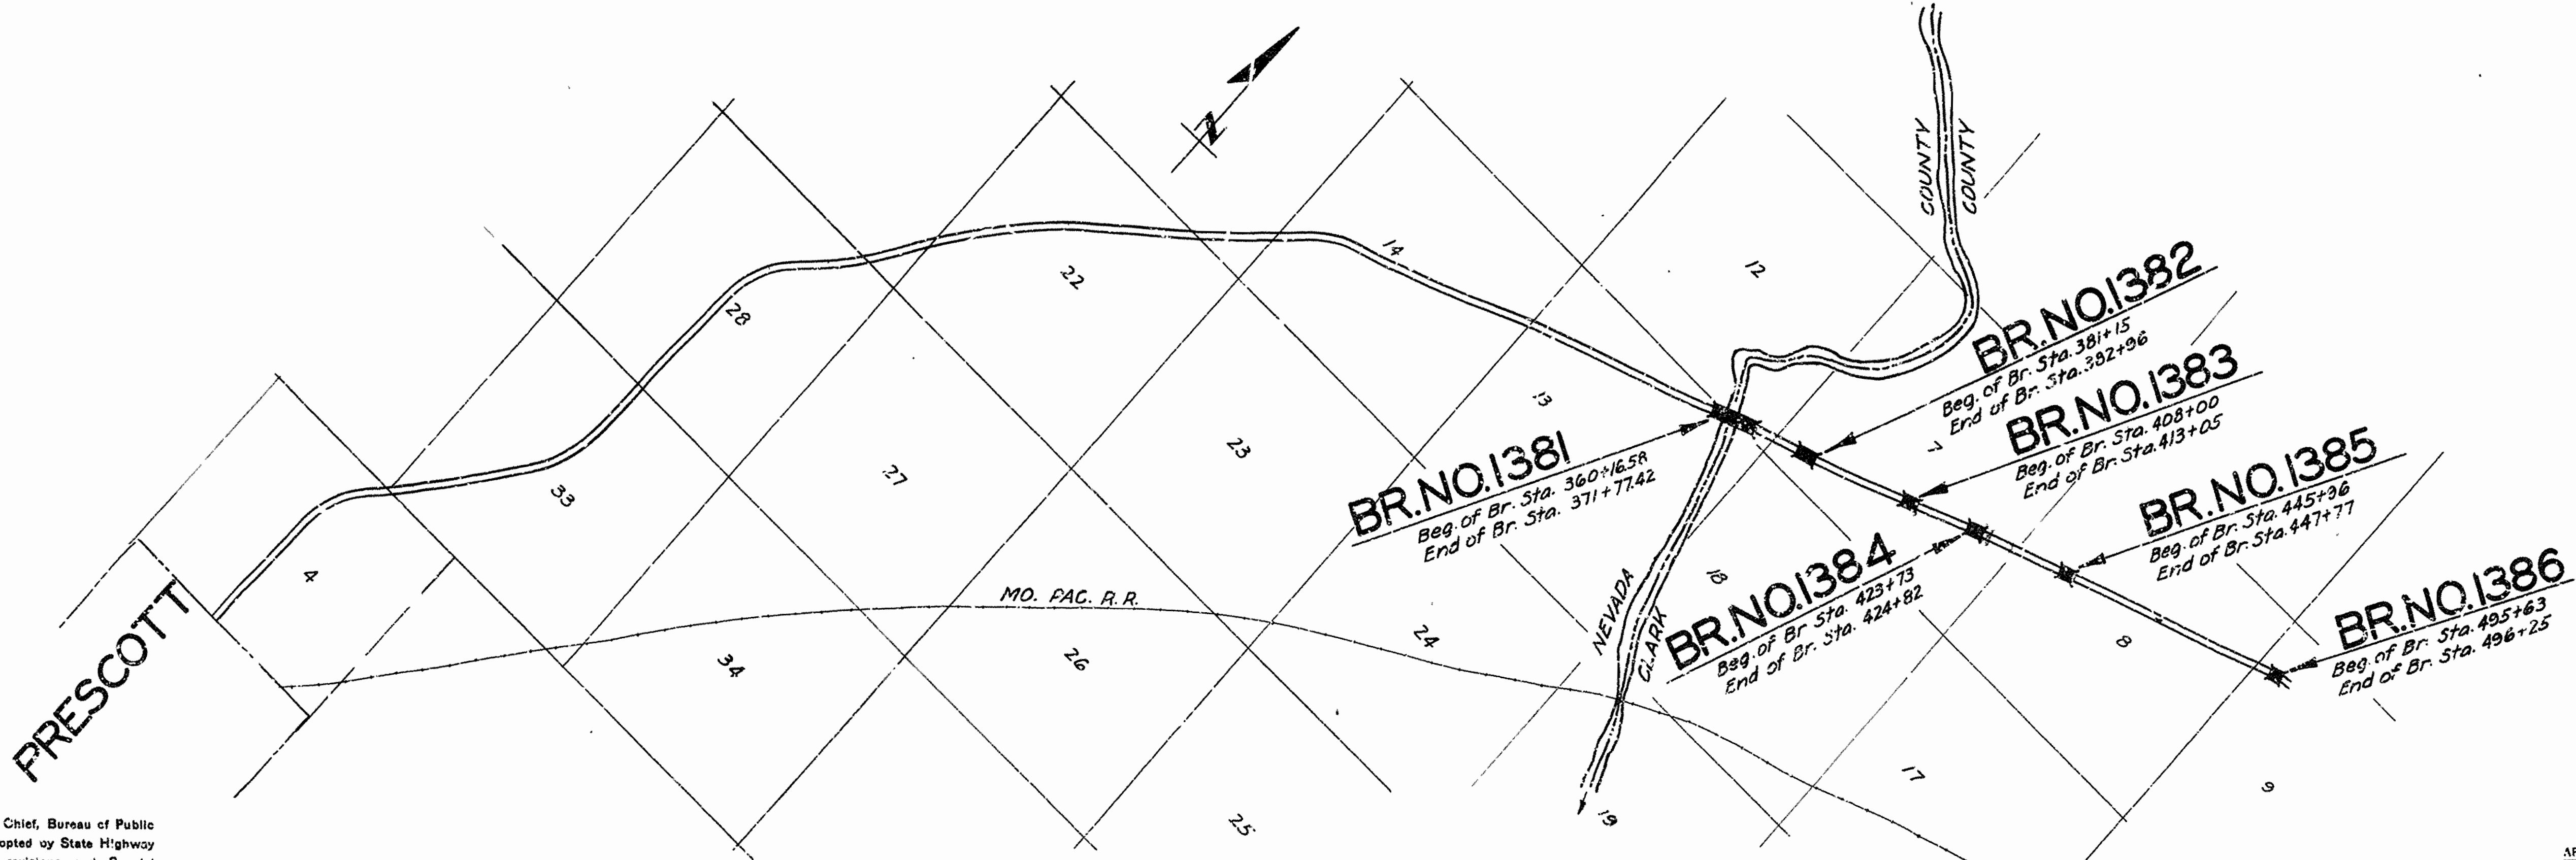 N
COUNTY
COUNTY
14
12
22
28
BR. NO. 1382
Beg. of Br. Sta. 381+15
End of Br. Sta. 382+96
BR. NO. 1383
Beg. of Br. Sta. 408+00
End of Br. Sta. 413+05
7
13
BR. NO. 1381
Beg. of Br. Sta. 360+16.58
End of Br. Sta. 371+77.42
23
27
33
BR. NO. 1385
Beg. of Br. Sta. 445+96
End of Br. Sta. 447+77
BR. NO. 1384
Beg. of Br. Sta. 423+73
End of Br. Sta. 424+82
18
4
MO. PAC. R.R.
NEVADA
CLARK
BR. NO. 1386
Beg. of Br. Sta. 495+63
End of Br. Sta. 496+25
24
8
34
26
PRESCOTT
17
9
25
19
Chief, Bureau of Public
opted by State Highway